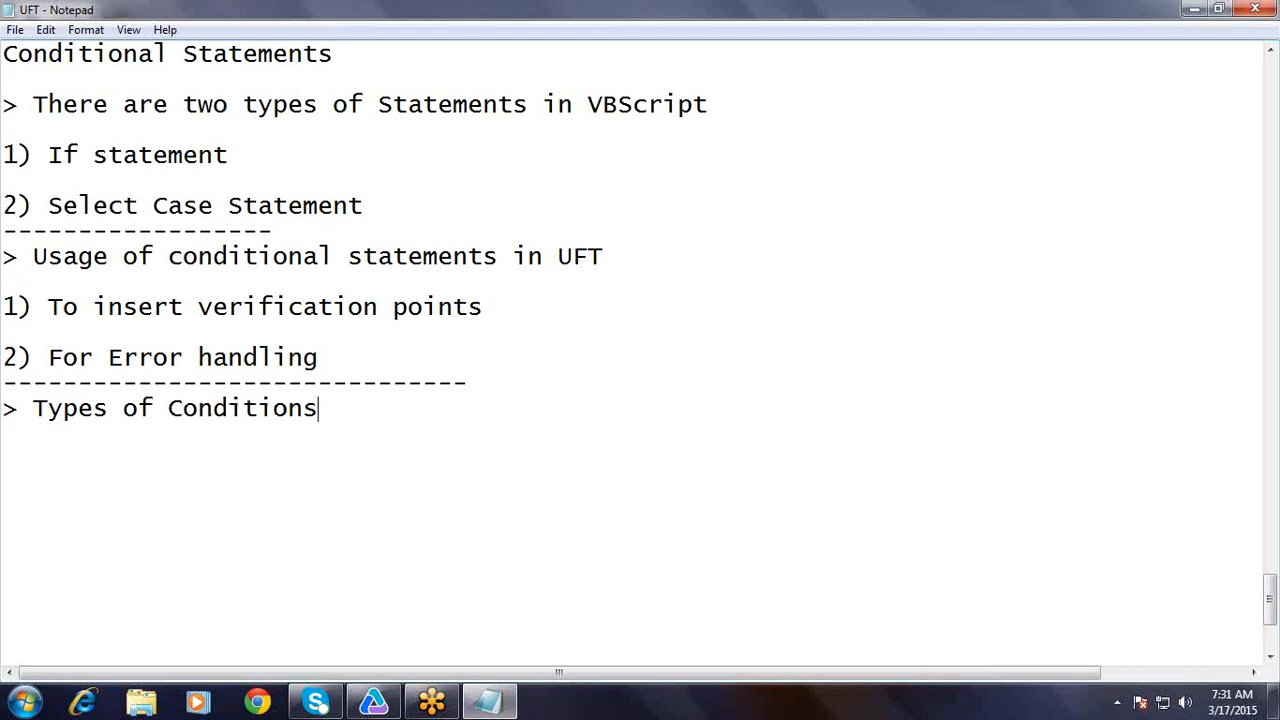 UFT - Notepad
File Edit Format View Help
Conditional Statements
> There are two types of Statements in VBScript
1) If statement
2) Select Case Statement
------------------
> Usage of conditional statements in UFT
1) To insert verification points
2) For Error handling
-------------------------------
> Types of Conditions
7:31 AM
3/17/2015